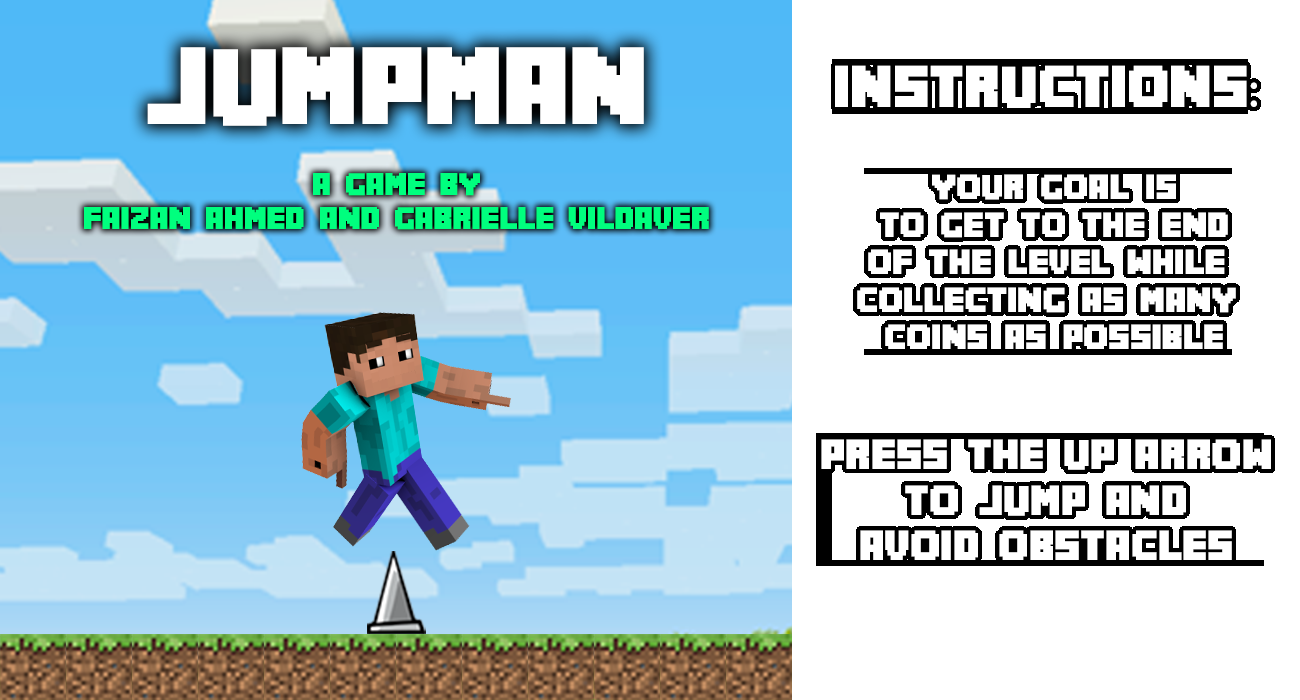 JUMPMAN
A GAME BY
FAIZAN AHMED AND GABRIELLE VILDAVER
INSTRUCTIONS:
YOUR GOAL IS
TO GET TO THE END
OF THE LEVEL WHILE
COLLECTING AS MANY
COINS AS POSSIBLE
PRESS THE UP ARROW
TO JUMP AND
AVOID OBSTACLES